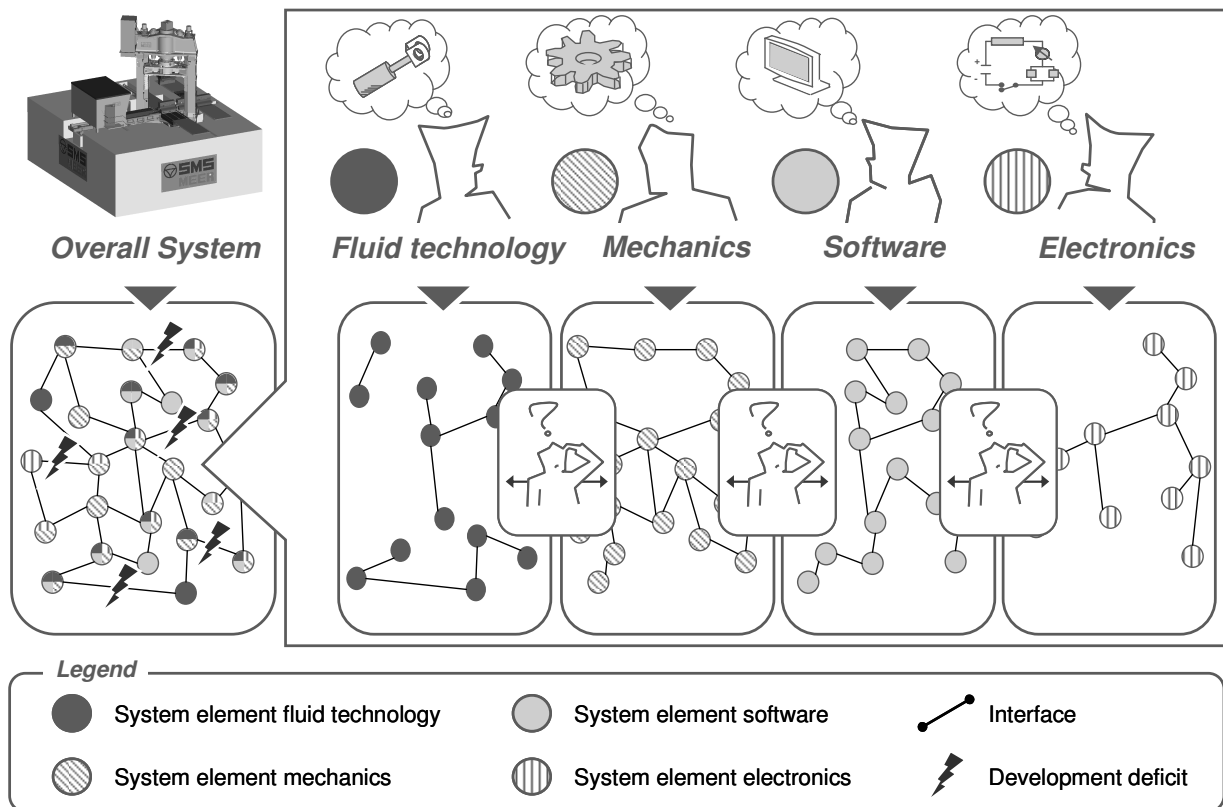 SMS
MEER
Overall System
Fluid technology
Mechanics
Software
Electronics
+
-
Legend
System element fluid technology
System element software
Interface
System element mechanics
System element electronics
Development deficit